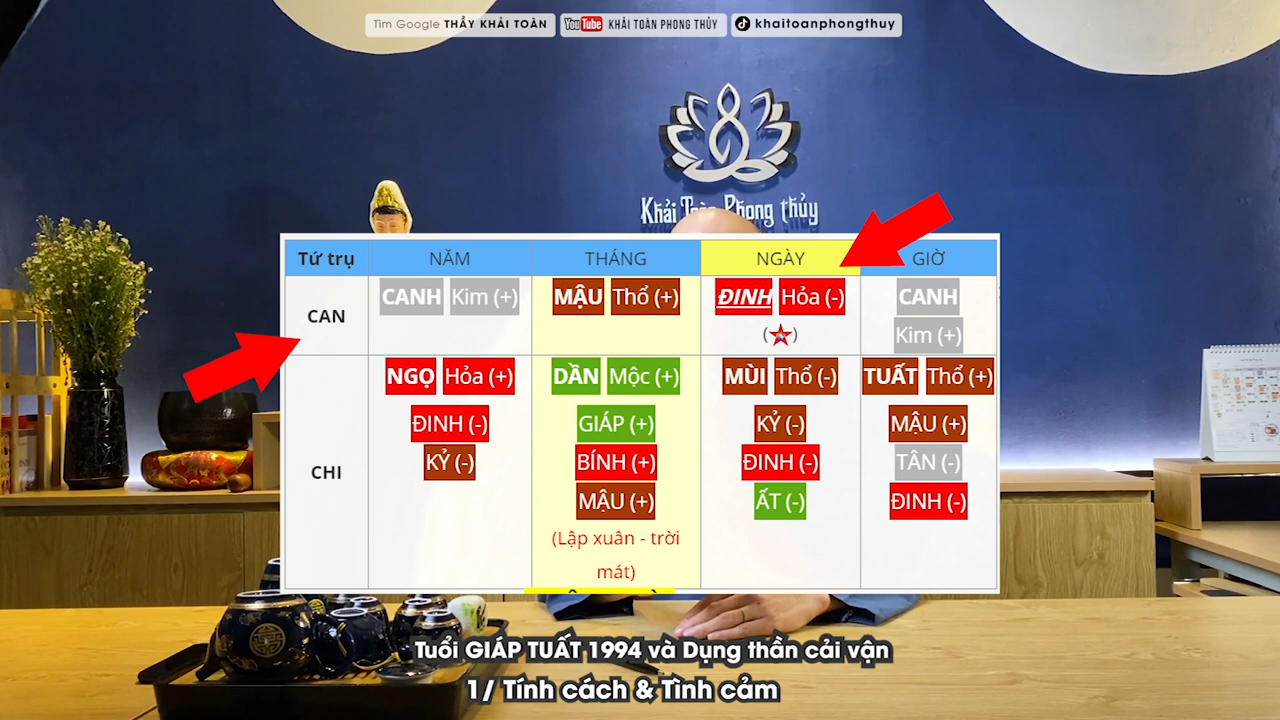 Tìm Google THẦY KHẢI TOÀN
YouTube KHẢI TOÀN PHONG THỦY
khaitoanphongthuy
Khải Toàn Phong thủy
Tứ trụ NĂM THÁNG NGÀY GIỜ
CAN
CANH Kim (+)
MẬU Thổ (+)
ĐINH Hỏa (-)
CANH
Kim (+)
CHI
NGỌ Hỏa (+)
ĐINH (-)
KỶ (-)
DẦN Mộc (+)
GIÁP (+)
BÍNH (+)
MẬU (+)
(Lập xuân - trời
mát)
MÙI Thổ (-)
KỶ (-)
ĐINH (-)
ẤT (-)
TUẤT Thổ (+)
MẬU (+)
TÂN (-)
ĐINH (-)
Tuổi GIÁP TUẤT 1994 và Dụng thần cải vận
1/ Tính cách & Tình cảm